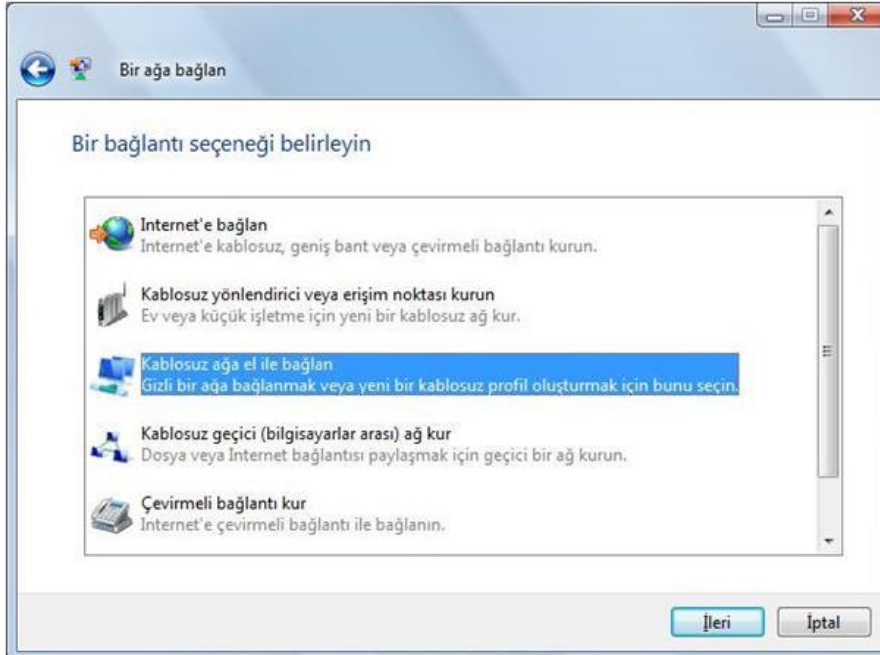 Bir ağa bağlan
Bir bağlantı seçeneği belirleyin
Internet'e bağlan
Internet'e kablosuz, geniş bant veya çevirmeli bağlantı kurun.
Kablosuz yönlendirici veya erişim noktası kurun
Ev veya küçük işletme için yeni bir kablosuz ağ kur.
Kablosuz ağa el ile bağlan
Gizli bir ağa bağlanmak veya yeni bir kablosuz profil oluşturmak için bunu seçin.
Kablosuz geçici (bilgisayarlar arası) ağ kur
Dosya veya Internet bağlantısı paylaşmak için geçici bir ağ kurun.
Çevirmeli bağlantı kur
Internet'e çevirmeli bağlantı ile bağlanın.
İleri İptal